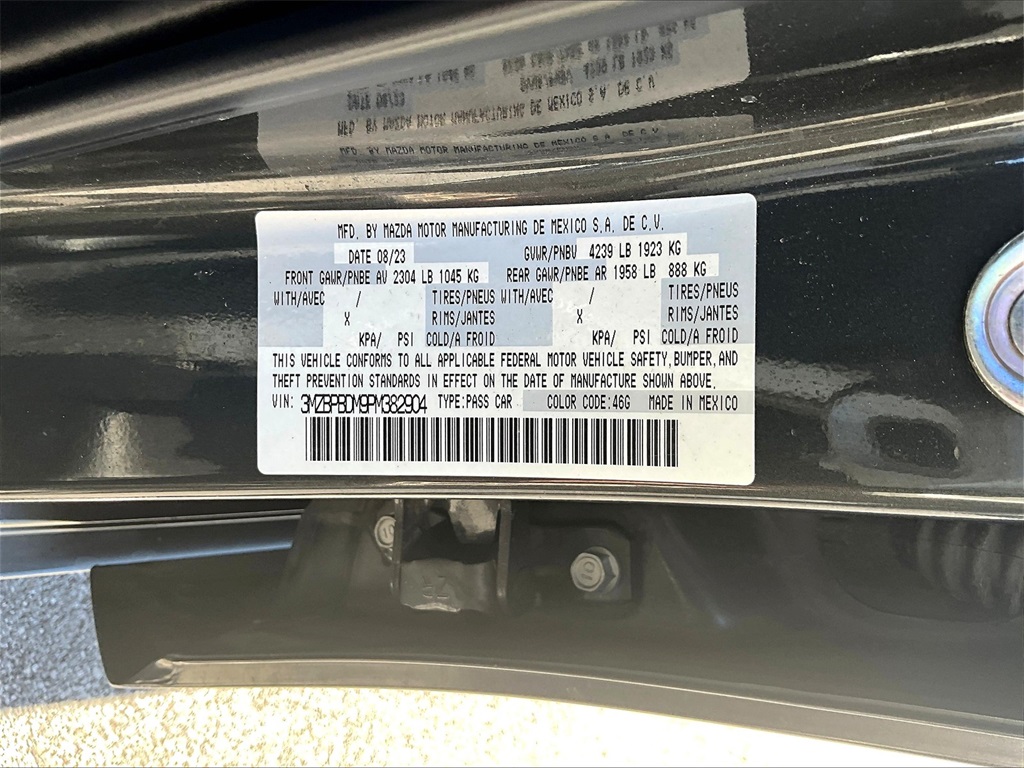 MFD. BY MAZDA MOTOR MANUFACTURING DE MEXICO S.A. DE C.V.
DATE 08/23 GVWR/PNBV 4239 LB 1923 KG
FRONT GAWR/PNBE AV 2304 LB 1045 KG REAR GAWR/PNBE AR 1958 LB 888 KG
WITH/AVEC / TIRES/PNEUS WITH/AVEC / TIRES/PNEUS
X RIMS/JANTES X RIMS/JANTES
KPA/ PSI COLD/A FROID KPA/ PSI COLD/A FROID
THIS VEHICLE CONFORMS TO ALL APPLICABLE FEDERAL MOTOR VEHICLE SAFETY, BUMPER, AND
THEFT PREVENTION STANDARDS IN EFFECT ON THE DATE OF MANUFACTURE SHOWN ABOVE.
VIN: 3MZBPBDM9PM382904 TYPE:PASS CAR COLOR CODE:46G MADE IN MEXICO